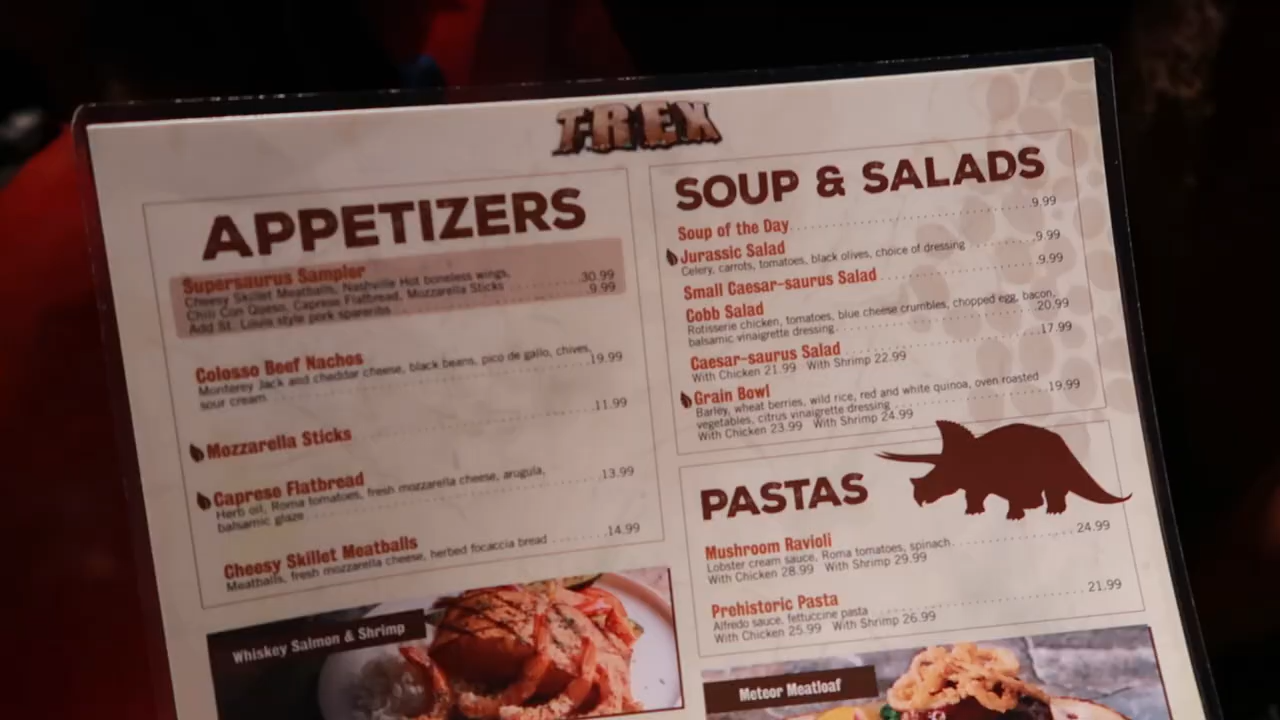 T-REX
APPETIZERS
Supersaurus Sampler
Cheesy Skillet Meatballs, Nashville Hot boneless wings,
Chili Con Queso, Caprese Flatbread, Mozzarella Sticks 30.99
Add St. Louis style pork spareribs 9.99
Colosso Beef Nachos
Monterey Jack and cheddar cheese, black beans, pico de gallo, chives,
sour cream 19.99
Mozzarella Sticks 11.99
Caprese Flatbread
Herb oil, Roma tomatoes, fresh mozzarella cheese, arugula,
balsamic glaze 13.99
Cheesy Skillet Meatballs
Meatballs, fresh mozzarella cheese, herbed focaccia bread 14.99
Whiskey Salmon & Shrimp
SOUP & SALADS
Soup of the Day 9.99
Jurassic Salad
Celery, carrots, tomatoes, black olives, choice of dressing 9.99
Small Caesar-saurus Salad 9.99
Cobb Salad
Rotisserie chicken, tomatoes, blue cheese crumbles, chopped egg, bacon,
balsamic vinaigrette dressing 20.99
Caesar-saurus Salad 17.99
With Chicken 21.99 With Shrimp 22.99
Grain Bowl
Barley, wheat berries, wild rice, red and white quinoa, oven roasted
vegetables, citrus vinaigrette dressing 19.99
With Chicken 23.99 With Shrimp 24.99
PASTAS
Mushroom Ravioli
Lobster cream sauce, Roma tomatoes, spinach 24.99
With Chicken 28.99 With Shrimp 29.99
Prehistoric Pasta
Alfredo sauce, fettuccine pasta 21.99
With Chicken 25.99 With Shrimp 26.99
Meteor Meatloaf